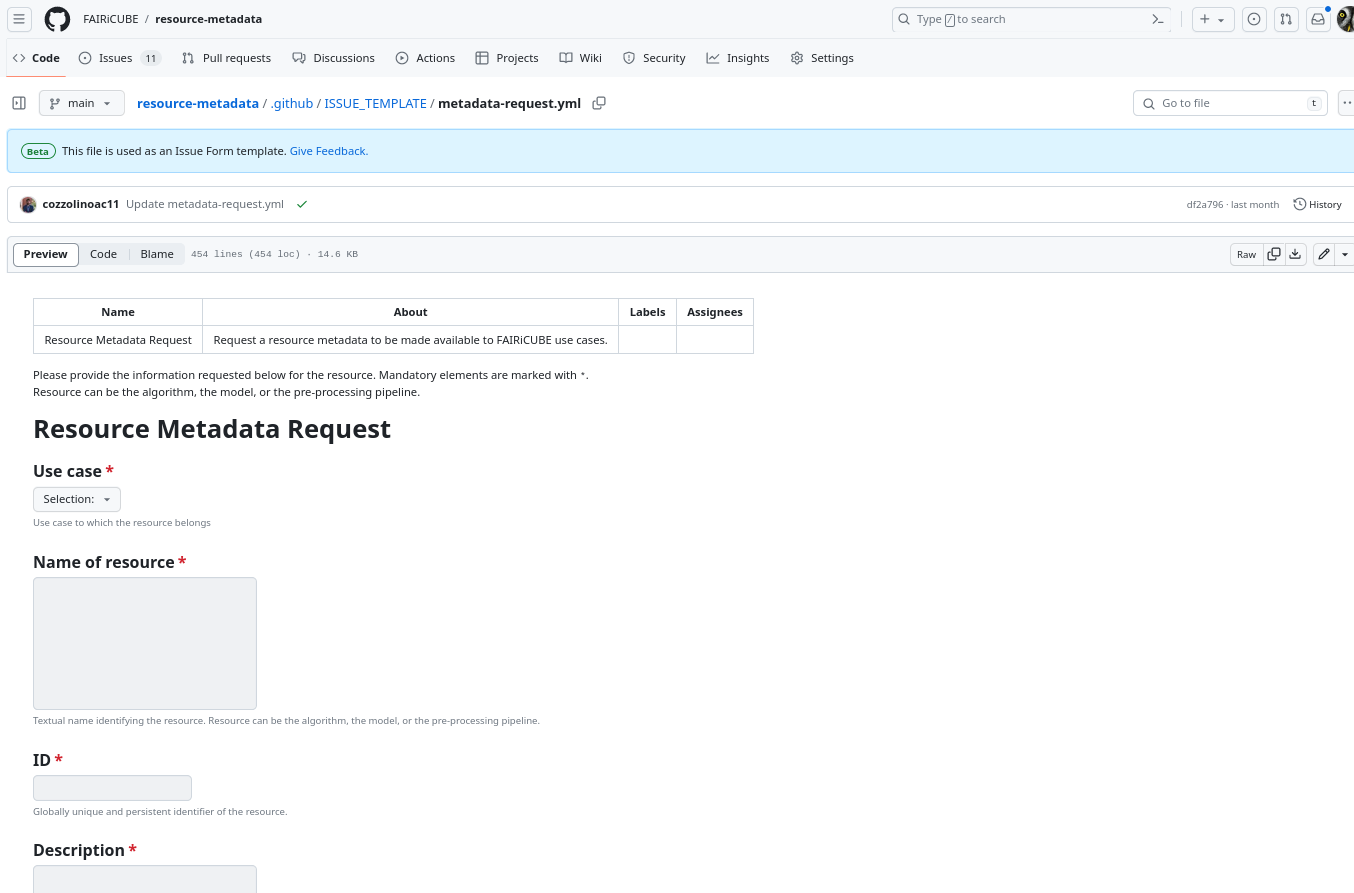 FAIRiCUBE / resource-metadata
Type / to search
Code Issues 11 Pull requests Discussions Actions Projects Wiki Security Insights Settings
main resource-metadata / .github / ISSUE_TEMPLATE / metadata-request.yml
Go to file t
Beta This file is used as an Issue Form template. Give Feedback.
cozzolinoac11 Update metadata-request.yml
df2a796 · last month History
Preview Code Blame 454 lines (454 loc) · 14.6 KB
Raw
Name About Labels Assignees
Resource Metadata Request Request a resource metadata to be made available to FAIRiCUBE use cases.
Please provide the information requested below for the resource. Mandatory elements are marked with *.
Resource can be the algorithm, the model, or the pre-processing pipeline.
Resource Metadata Request
Use case *
Selection:
Use case to which the resource belongs
Name of resource *
Textual name identifying the resource. Resource can be the algorithm, the model, or the pre-processing pipeline.
ID *
Globally unique and persistent identifier of the resource.
Description *